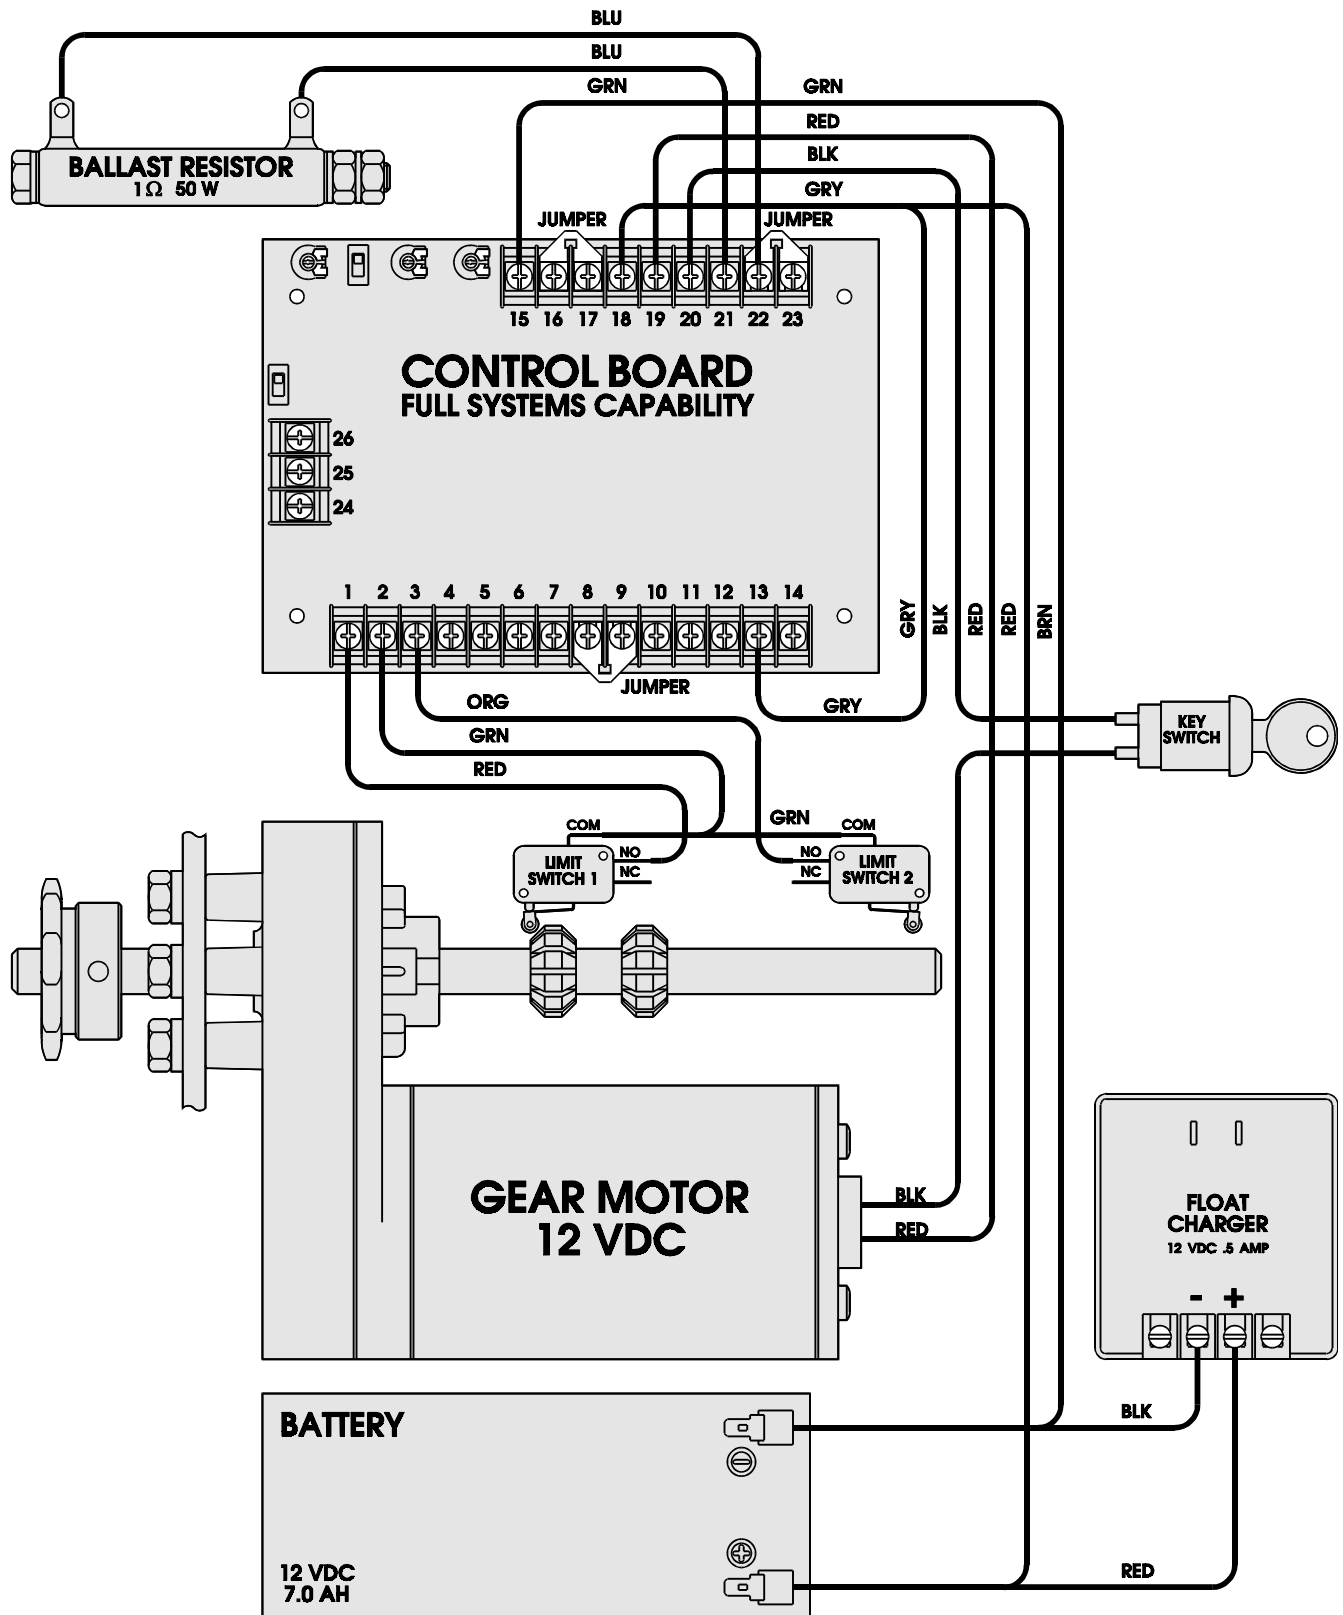 BLU
BLU
GRN GRN
RED
BLK
GRY
BALLAST RESISTOR
1Ω 50 W
JUMPER JUMPER
15 16 17 18 19 20 21 22 23
CONTROL BOARD
FULL SYSTEMS CAPABILITY
26
25
24
1 2 3 4 5 6 7 8 9 10 11 12 13 14
GRY BLK RED RED BRN
JUMPER
ORG
GRY
GRN
RED
KEY
SWITCH
COM GRN COM
NO NO
NC NC
LIMIT
SWITCH 1
LIMIT
SWITCH 2
GEAR MOTOR
12 VDC
BLK
RED
FLOAT
CHARGER
12 VDC .5 AMP
- +
BATTERY
BLK
12 VDC
7.0 AH
RED